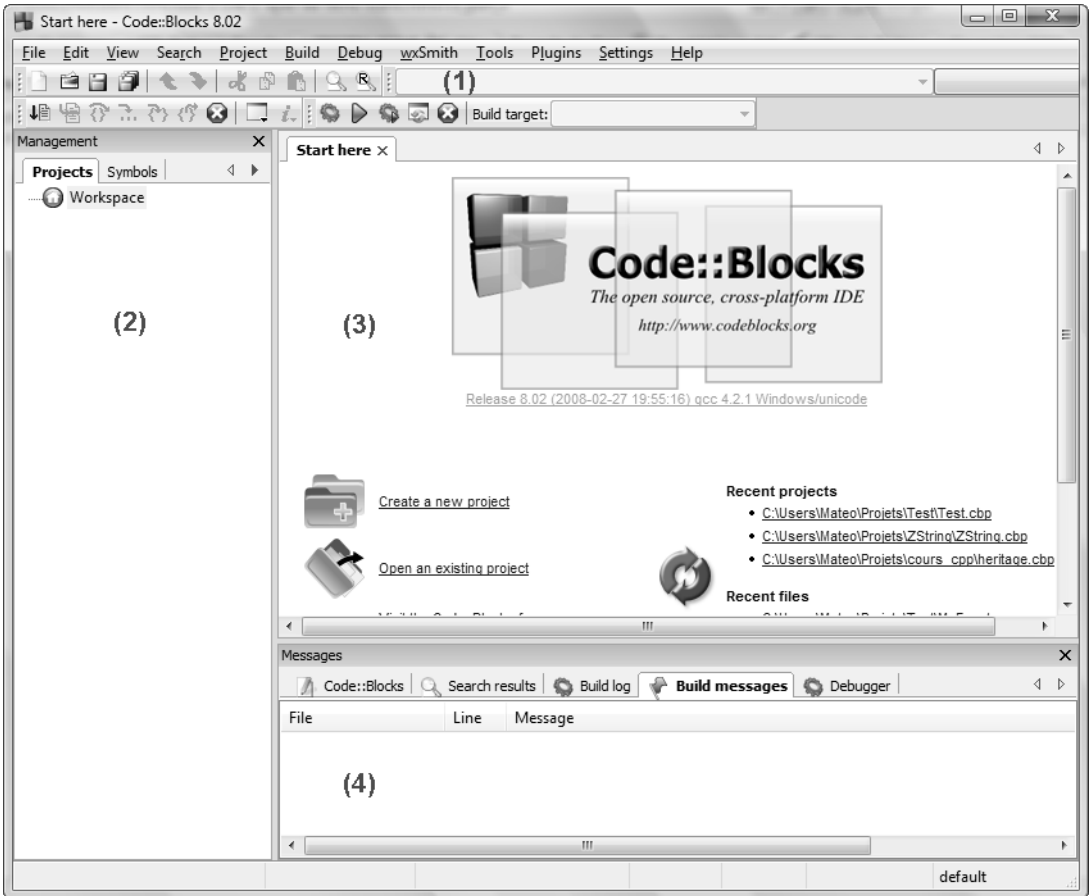 Start here - Code::Blocks 8.02
File Edit View Search Project Build Debug wxSmith Tools Plugins Settings Help
(1)
Build target:
Management
Projects Symbols
Workspace
(2)
Start here
Code::Blocks
The open source, cross-platform IDE
http://www.codeblocks.org
(3)
Release 8.02 (2008-02-27 19:55:16) gcc 4.2.1 Windows/unicode
Create a new project
Open an existing project
Recent projects
C:\Users\Mateo\Projets\Test\Test.cbp
C:\Users\Mateo\Projets\ZString\ZString.cbp
C:\Users\Mateo\Projets\cours_cpp\heritage.cbp
Recent files
Messages
Code::Blocks Search results Build log Build messages Debugger
File Line Message
(4)
default